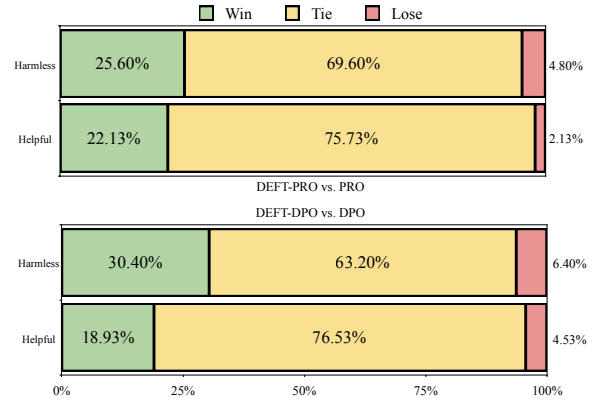 Win Tie Lose
Harmless 25.60% 69.60% 4.80%
Helpful 22.13% 75.73% 2.13%
DEFT-PRO vs. PRO
DEFT-DPO vs. DPO
Harmless 30.40% 63.20% 6.40%
Helpful 18.93% 76.53% 4.53%
0% 25% 50% 75% 100%